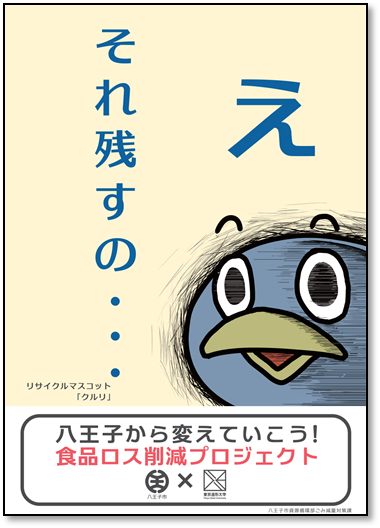 え
それ残すの・・・
リサイクルマスコット
「クルリ」
八王子から変えていこう!
食品ロス削減プロジェクト
八王子市
×
東京造形大学
八王子市資源循環部ごみ減量対策課